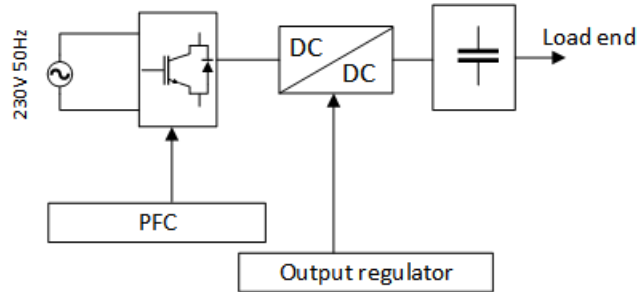 230V 50Hz
DC
DC
Load end
PFC
Output regulator